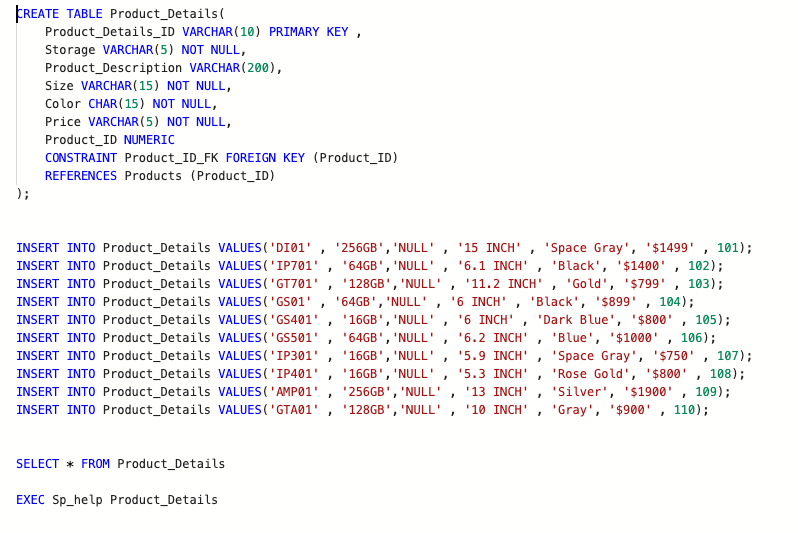 CREATE TABLE Product_Details(
Product_Details_ID VARCHAR(10) PRIMARY KEY ,
Storage VARCHAR(5) NOT NULL,
Product_Description VARCHAR(200),
Size VARCHAR(15) NOT NULL,
Color CHAR(15) NOT NULL,
Price VARCHAR(5) NOT NULL,
Product_ID NUMERIC
CONSTRAINT Product_ID_FK FOREIGN KEY (Product_ID)
REFERENCES Products (Product_ID)
);
INSERT INTO Product_Details VALUES('DI01' , '256GB','NULL' , '15 INCH' , 'Space Gray', '$1499' , 101);
INSERT INTO Product_Details VALUES('IP701' , '64GB','NULL' , '6.1 INCH' , 'Black', '$1400' , 102);
INSERT INTO Product_Details VALUES('GT701' , '128GB','NULL' , '11.2 INCH' , 'Gold', '$799' , 103);
INSERT INTO Product_Details VALUES('GS01' , '64GB','NULL' , '6 INCH' , 'Black', '$899' , 104);
INSERT INTO Product_Details VALUES('GS401' , '16GB','NULL' , '6 INCH' , 'Dark Blue', '$800' , 105);
INSERT INTO Product_Details VALUES('GS501' , '64GB','NULL' , '6.2 INCH' , 'Blue', '$1000' , 106);
INSERT INTO Product_Details VALUES('IP301' , '16GB','NULL' , '5.9 INCH' , 'Space Gray', '$750' , 107);
INSERT INTO Product_Details VALUES('IP401' , '16GB','NULL' , '5.3 INCH' , 'Rose Gold', '$800' , 108);
INSERT INTO Product_Details VALUES('AMP01' , '256GB','NULL' , '13 INCH' , 'Silver', '$1900' , 109);
INSERT INTO Product_Details VALUES('GTA01' , '128GB','NULL' , '10 INCH' , 'Gray', '$900' , 110);
SELECT * FROM Product_Details
EXEC Sp_help Product_Details